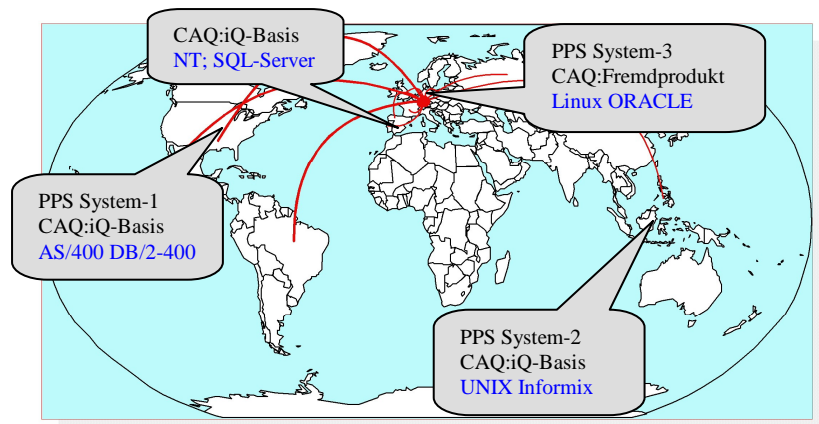 CAQ:iQ-Basis
NT; SQL-Server
PPS System-3
CAQ:Fremdprodukt
Linux ORACLE
PPS System-1
CAQ:iQ-Basis
AS/400 DB/2-400
PPS System-2
CAQ:iQ-Basis
UNIX Informix